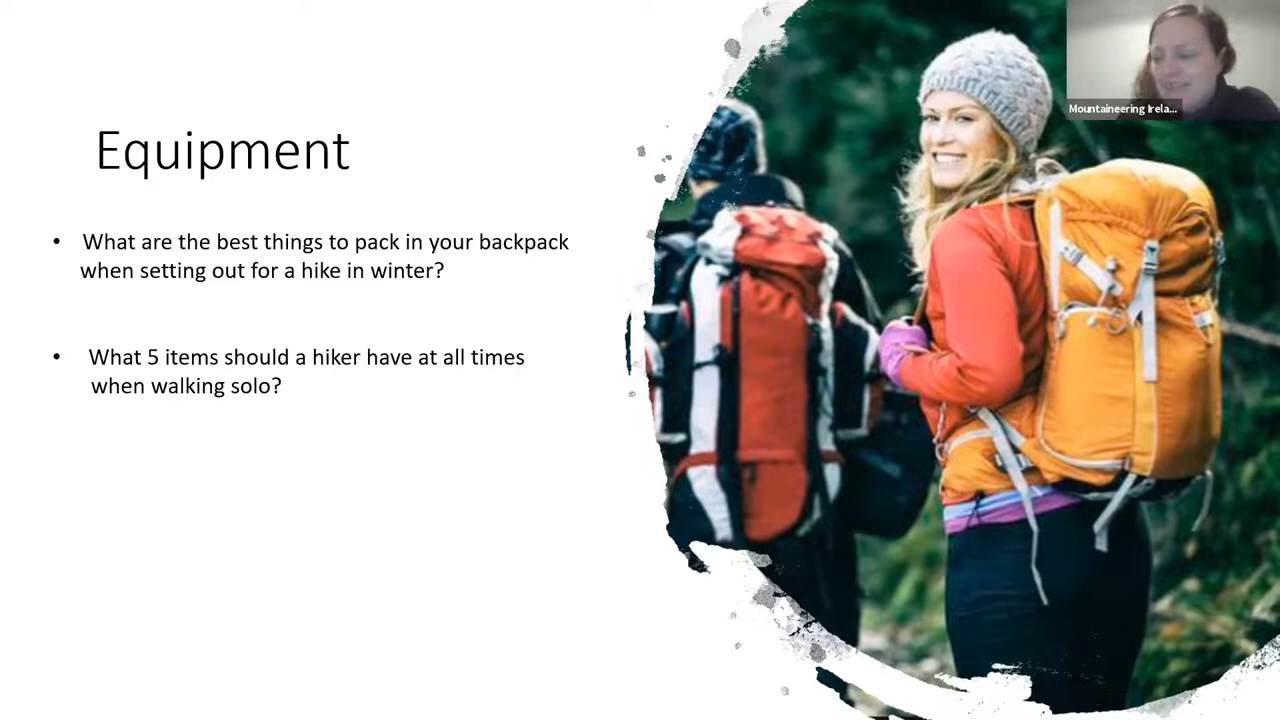 Mountaineering Irela...
Equipment
• What are the best things to pack in your backpack
when setting out for a hike in winter?
• What 5 items should a hiker have at all times
when walking solo?